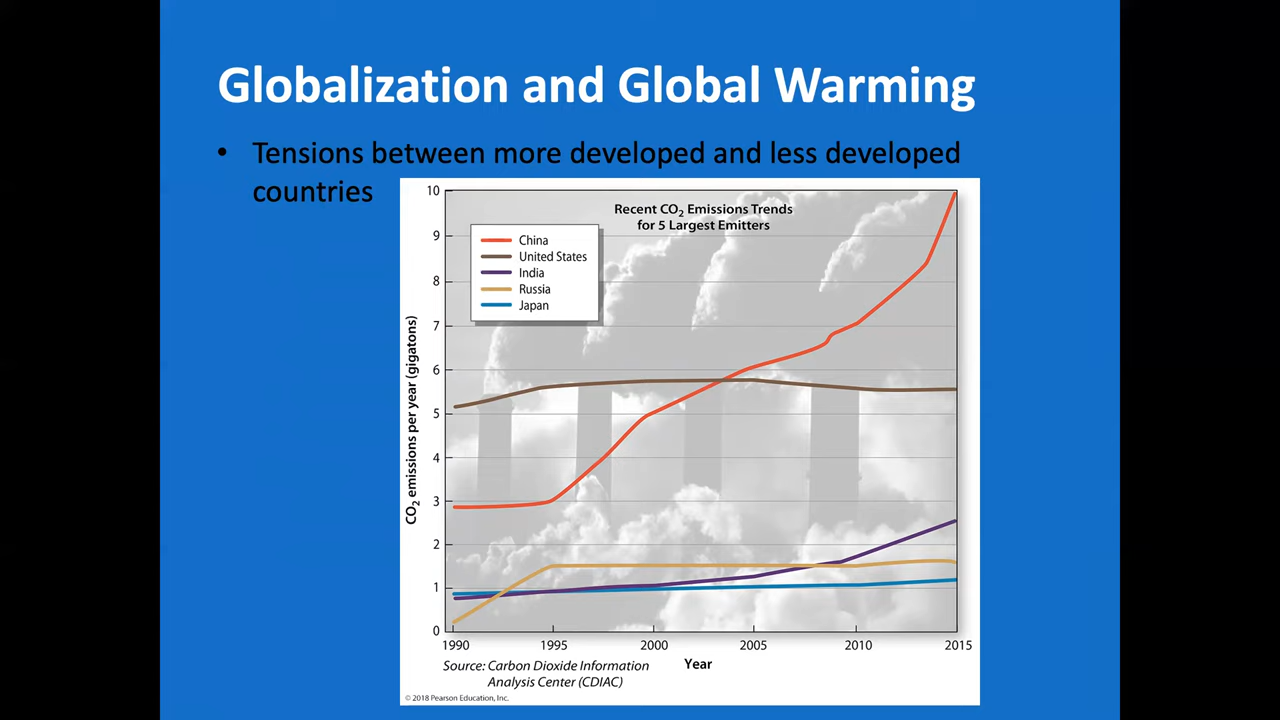 Globalization and Global Warming
• Tensions between more developed and less developed
countries
Recent CO₂ Emissions Trends
for 5 Largest Emitters
China
United States
India
Russia
Japan
CO₂ emissions per year (gigatons)
10
9
8
7
6
5
4
3
2
1
0
1990 1995 2000 2005 2010 2015
Year
Source: Carbon Dioxide Information
Analysis Center (CDIAC)
© 2018 Pearson Education, Inc.